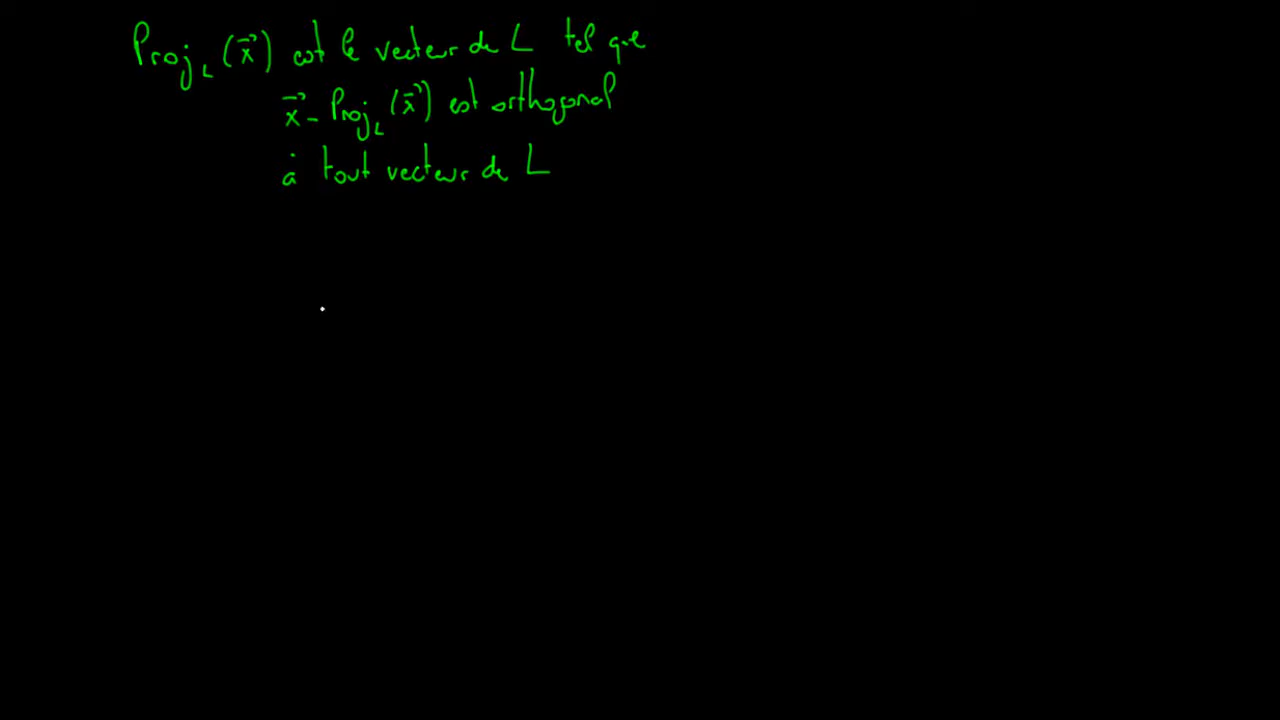 Proj_L (x⃗) est le vecteur de L tel que
x⃗ - Proj_L (x⃗) est orthogonal
à tout vecteur de L